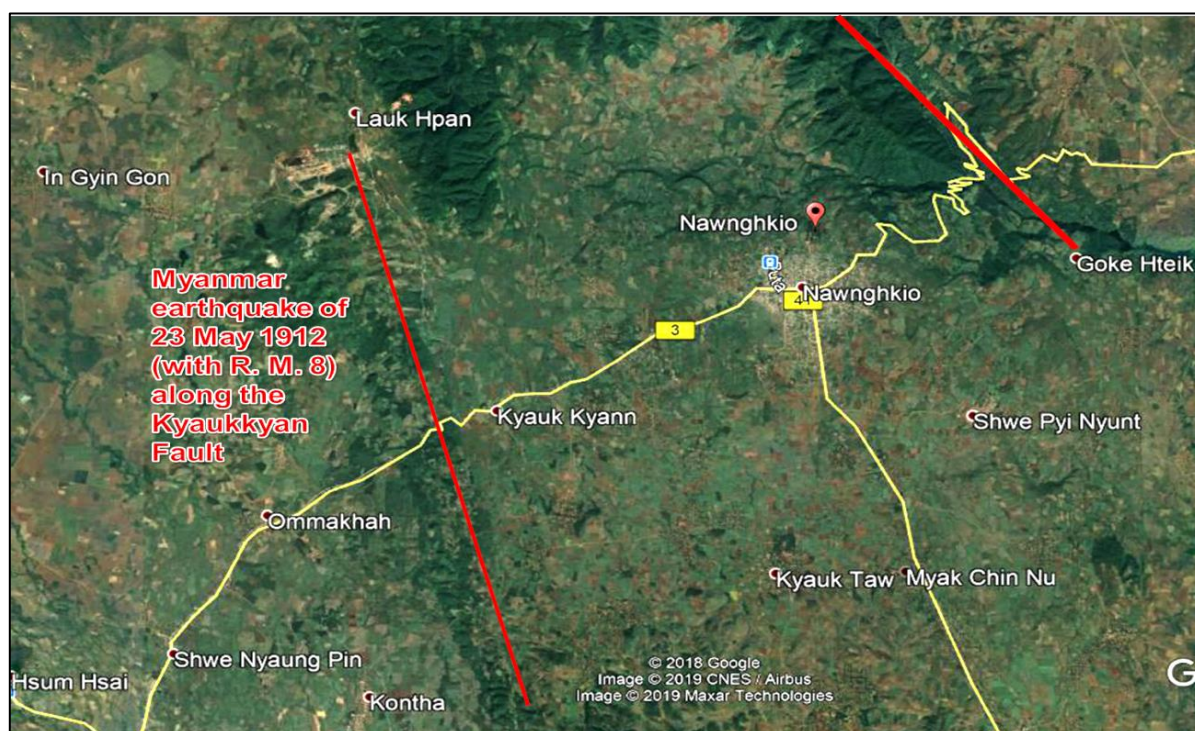 Lauk Hpan
In Gyin Gon
Nawnghkio
Goke Hteik
Nawnghkio
Myanmar
earthquake of
23 May 1912
(with R. M. 8)
along the
Kyaukkyan
Fault
3
Kyauk Kyann
Shwe Pyi Nyunt
Ommakhah
Kyauk Taw
Myak Chin Nu
Shwe Nyaung Pin
Hsum Hsai
Kontha
© 2018 Google
Image © 2019 CNES / Airbus
Image © 2019 Maxar Technologies
G